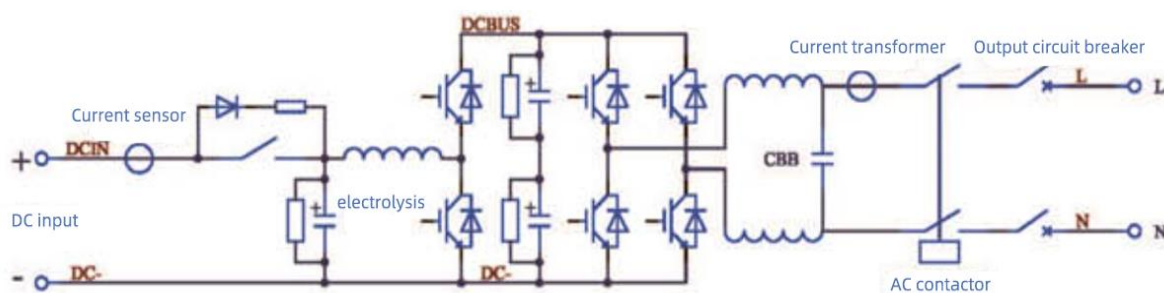 DCBUS
Current transformer
Output circuit breaker
L
L
Current sensor
+
DCIN
+
+
CBB
electrolysis
+
DC input
+
N
N
-
DC-
DC-
AC contactor